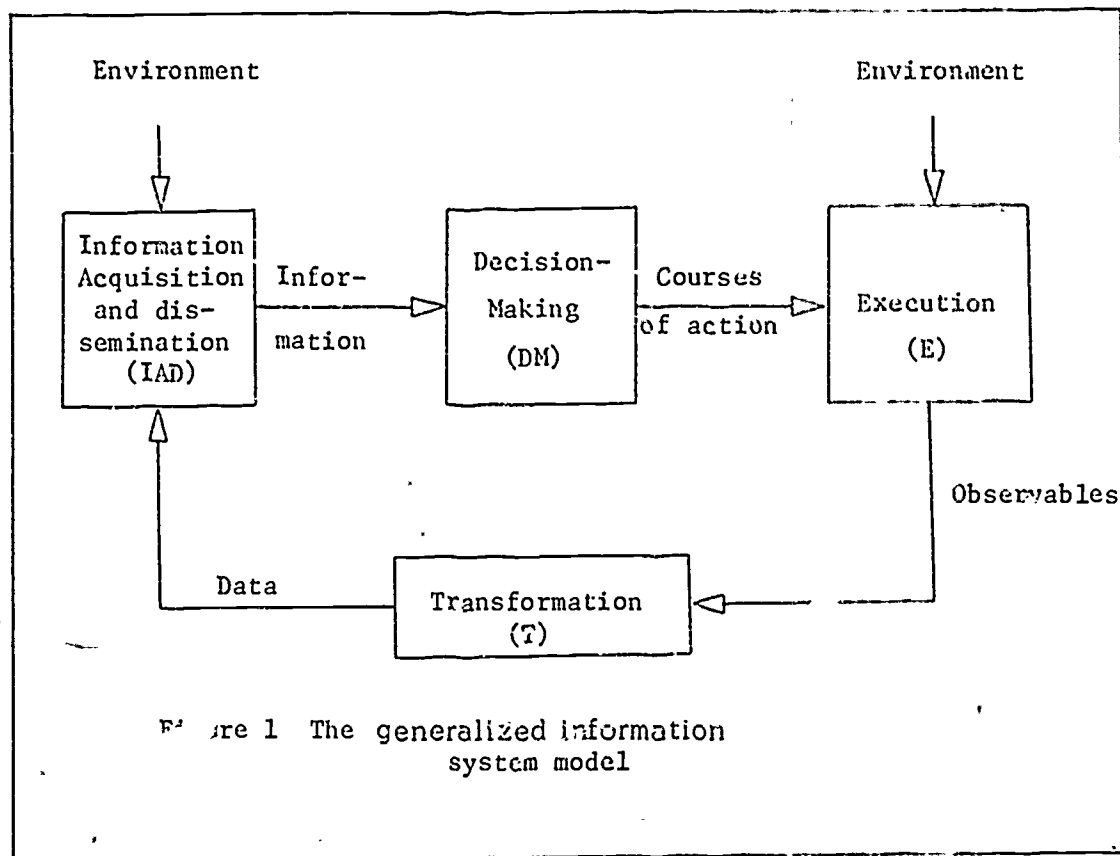 Environment
Environment
Information
Acquisition
and dis-
semination
(IAD)
Infor-
mation
Decision-
Making
(DM)
Courses
of action
Execution
(E)
Observables
Data
Transformation
(T)
1 The generalized information
system model